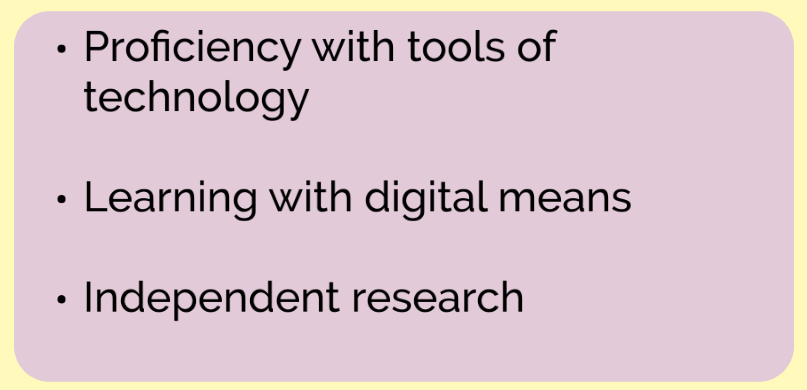 • Proficiency with tools of
technology
• Learning with digital means
• Independent research